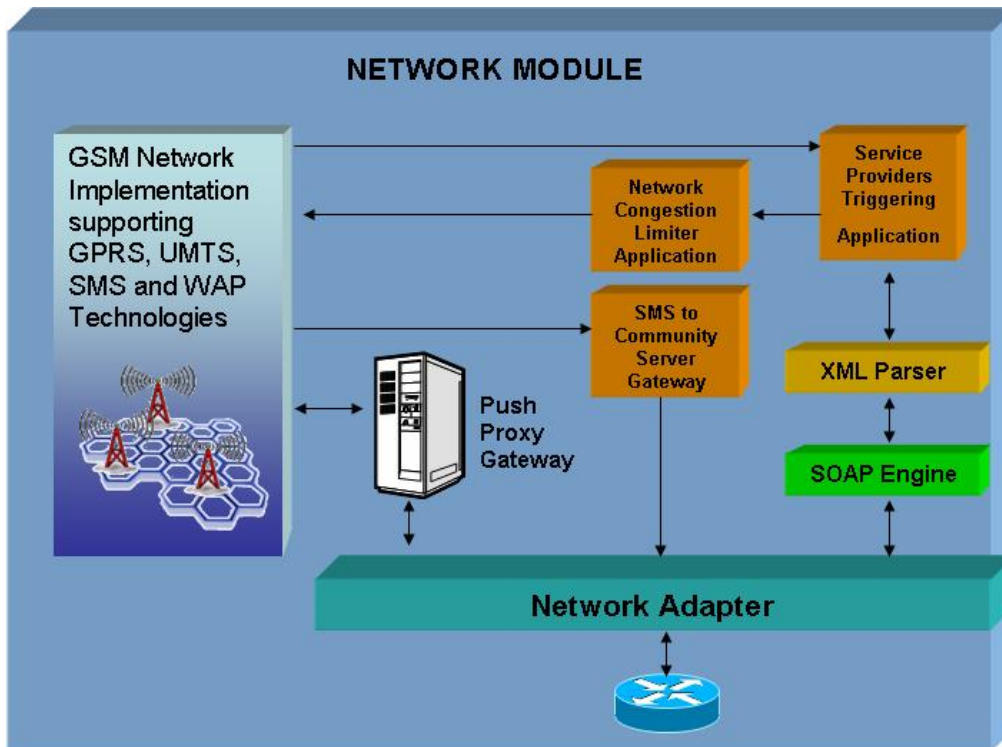 NETWORK MODULE
GSM Network
Implementation
supporting
GPRS, UMTS,
SMS and WAP
Technologies
Service
Providers
Triggering
Application
Network
Congestion
Limiter
Application
SMS to
Community
Server
Gateway
Push
Proxy
Gateway
XML Parser
SOAP Engine
Network Adapter